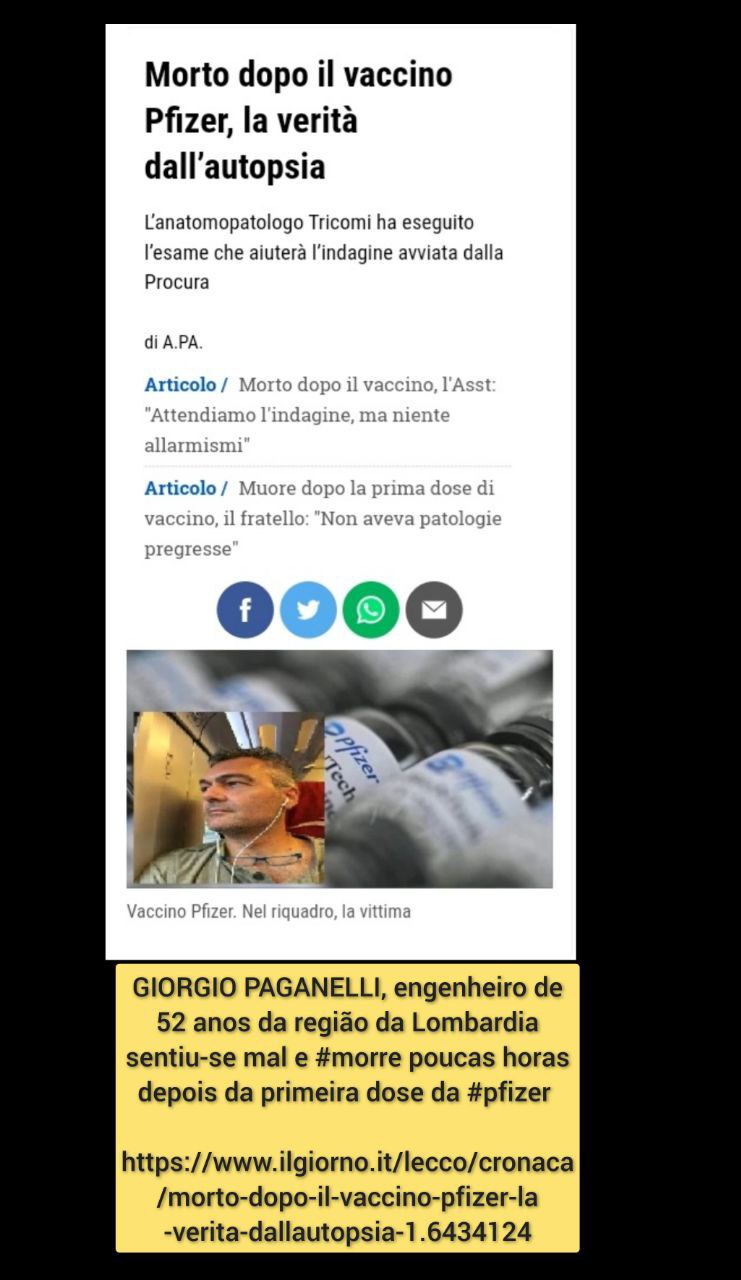 Morto dopo il vaccino
Pfizer, la verità
dall'autopsia
L'anatomopatologo Tricomi ha eseguito
l'esame che aiuterà l'indagine avviata dalla
Procura
di A.PA.
Articolo / Morto dopo il vaccino, l'Asst:
"Attendiamo l'indagine, ma niente
allarmismi"
Articolo / Muore dopo la prima dose di
vaccino, il fratello: "Non aveva patologie
pregresse"
f
Pfizer
Vaccino Pfizer. Nel riquadro, la vittima
GIORGIO PAGANELLI, engenheiro de
52 anos da região da Lombardia
sentiu-se mal e #morre poucas horas
depois da primeira dose da #pfizer
https://www.ilgiorno.it/lecco/cronaca
/morto-dopo-il-vaccino-pfizer-la
-verita-dallautopsia-1.6434124